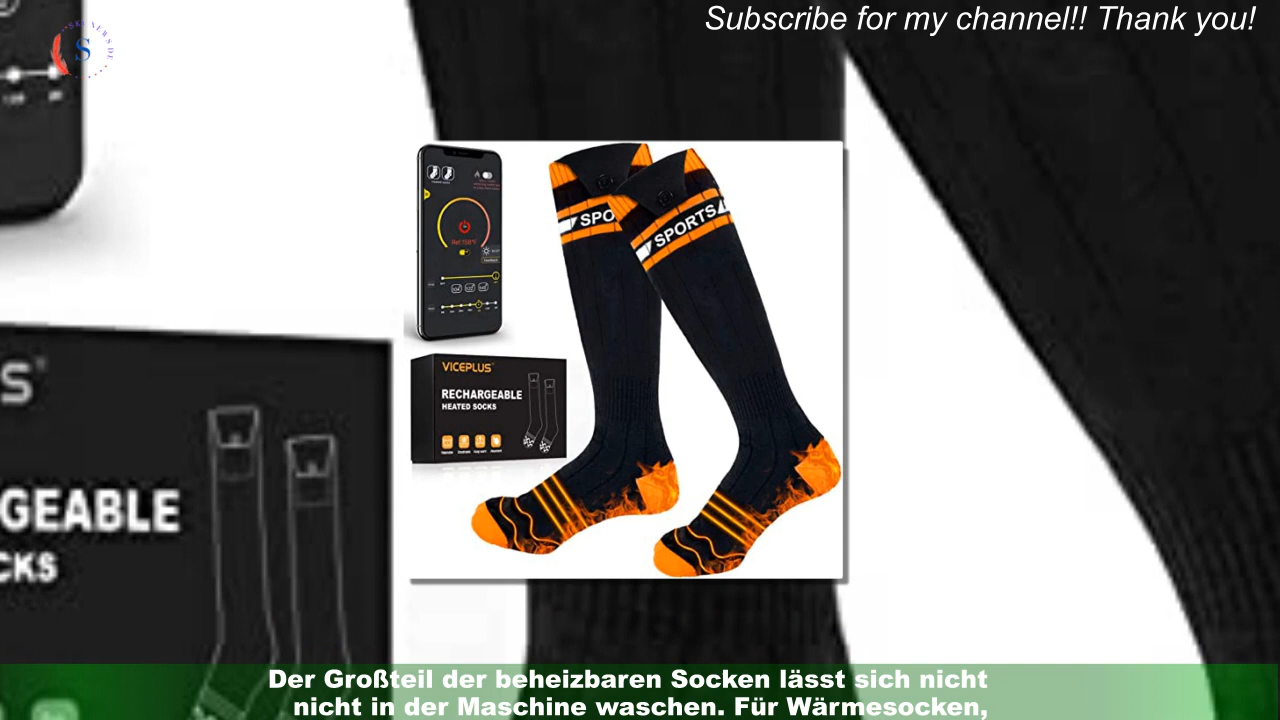 Subscribe for my channel!! Thank you!
S
SPO
SPORTS
VICEPLUS
RECHARGEABLE
HEATED SOCKS
S
GEABLE
CKS
Der Großteil der beheizbaren Socken lässt sich nicht
nicht in der Maschine waschen. Für Wärmesocken,